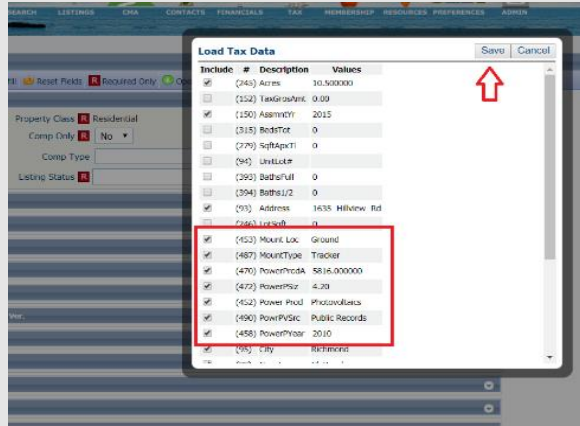 SEARCH LISTINGS CMA CONTACTS FINANCIALS TAX MEMBERSHIP RESOURCES PREFERENCES ADMIN
Load Tax Data Save Cancel
Include # Description Values
Reset Fields R Required Only
(245) Acres 10.500000
(152) TaxGrosAmt 0.00
Property Class R Residential
(150) AssmntYr 2015
Comp Only R No
(315) BedsTot 0
(279) SqftApxTl 0
Comp Type
(94) UnitLot#
Listing Status R
(393) BathsFull 0
(394) Baths1/2 0
(93) Address 1635 Hillview Rd
(246) LotSqft 0
(453) Mount Loc Ground
(487) MountType Tracker
(470) PowerProdA 5816.000000
(472) PowerPSiz 4.20
(452) Power Prod Photovoltaics
(490) PowrPVSrc Public Records
(458) PowerPYear 2010
(95) City Richmond